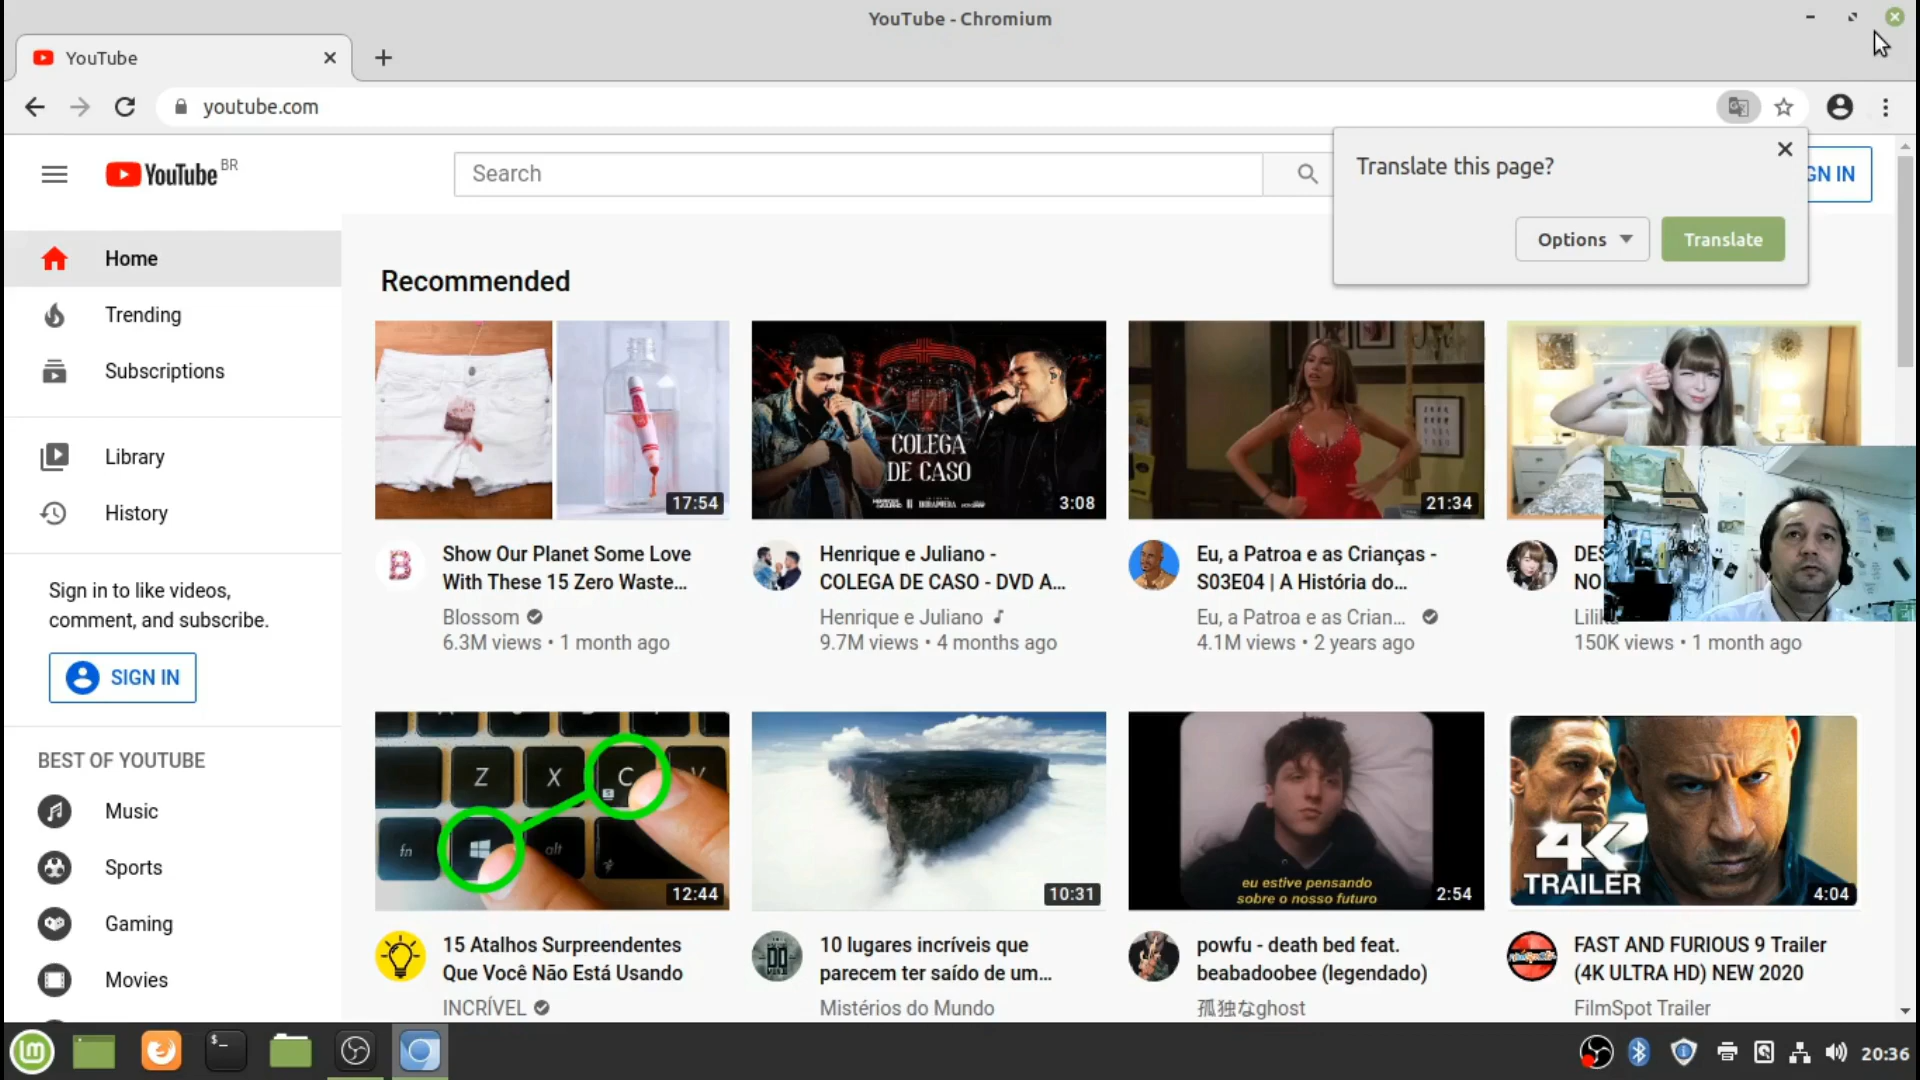 YouTube - Chromium
YouTube
youtube.com
YouTube BR
Search
Translate this page?
GN IN
Options
Translate
Home
Trending
Subscriptions
Library
History
Sign in to like videos,
comment, and subscribe.
SIGN IN
BEST OF YOUTUBE
Music
Sports
Gaming
Movies
Recommended
17:54
COLEGA
DE CASO
3:08
21:34
Show Our Planet Some Love
With These 15 Zero Waste...
Blossom
6.3M views • 1 month ago
Henrique e Juliano -
COLEGA DE CASO - DVD A...
Henrique e Juliano
9.7M views • 4 months ago
Eu, a Patroa e as Crianças -
S03E04 | A História do...
Eu, a Patroa e as Crian...
4.1M views • 2 years ago
DES
NO
Lilik
150K views • 1 month ago
Z X C V
fn alt
12:44
10:31
eu estive pensando
sobre o nosso futuro
2:54
4K
TRAILER
4:04
15 Atalhos Surpreendentes
Que Você Não Está Usando
INCRÍVEL
10 lugares incríveis que
parecem ter saído de um...
Mistérios do Mundo
powfu - death bed feat.
beabadoobee (legendado)
孤独なghost
FAST AND FURIOUS 9 Trailer
(4K ULTRA HD) NEW 2020
FilmSpot Trailer
20:36